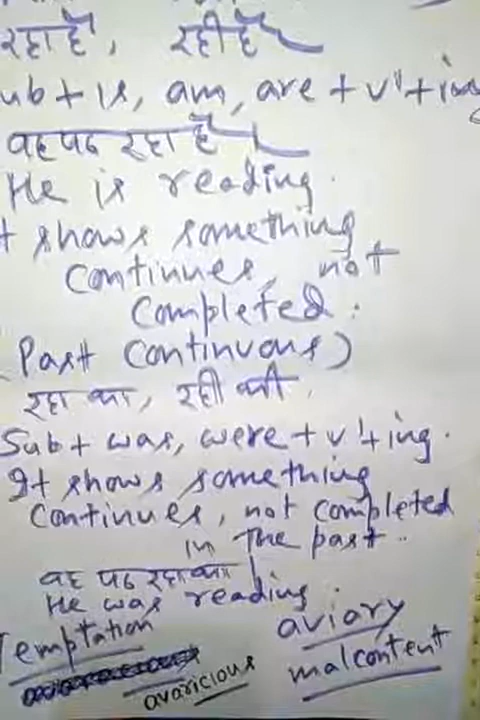 रहा है, रही है
ub + is, am, are + v¹ + ing
वह पढ़ रहा है।
He is reading.
t shows something
continues, not
completed.
Past continuous)
रहा था, रही थी,
Sub + was, were + v¹ + ing.
It shows something
continues, not completed
in the past.
वह पढ़ रहा था।
He was reading.
Temptation
aviary
avaricious
malcontent